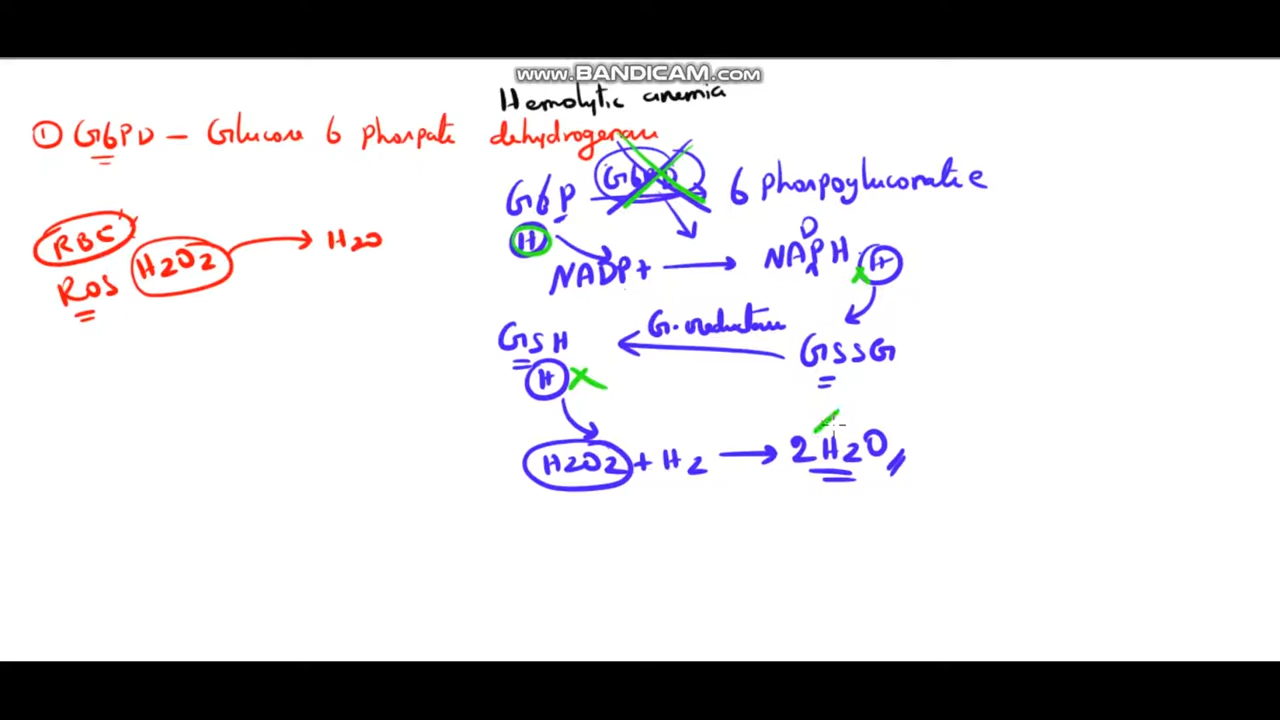 www.BANDICAM.com
Hemolytic anemia
① G6PD – Glucose 6 phospate dehydrogenase
G6P G6PD 6 phospogluconate
H
NADP+ NADPH H
RBC
ROS H2O2 H2O
GSH G-reductase GSSG
H
H2O2 + H2 2H2O